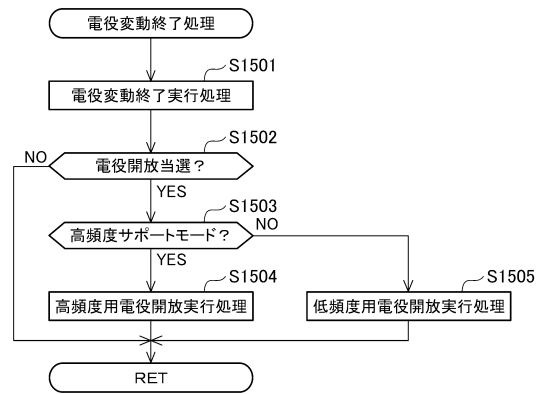 電役変動終了処理
S1501
電役変動終了実行処理
S1502
NO
電役開放当選？
YES
S1503
高頻度サポートモード？
NO
YES
S1504
高頻度用電役開放実行処理
S1505
低頻度用電役開放実行処理
RET